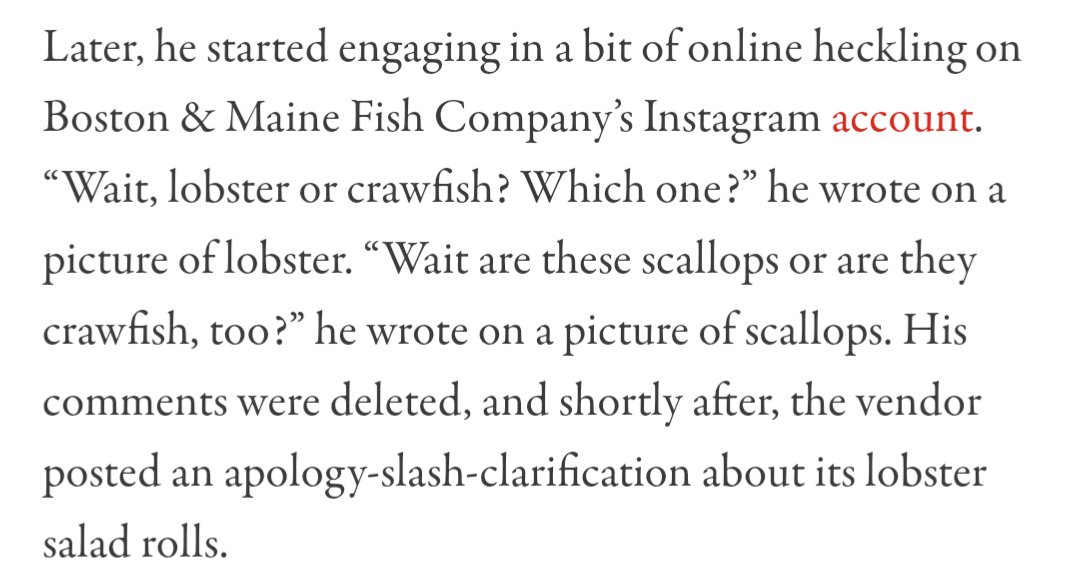 Later, he started engaging in a bit of online heckling on
Boston & Maine Fish Company’s Instagram account.
“Wait, lobster or crawfish? Which one?” he wrote on a
picture of lobster. “Wait are these scallops or are they
crawfish, too?” he wrote on a picture of scallops. His
comments were deleted, and shortly after, the vendor
posted an apology-slash-clarification about its lobster
salad rolls.